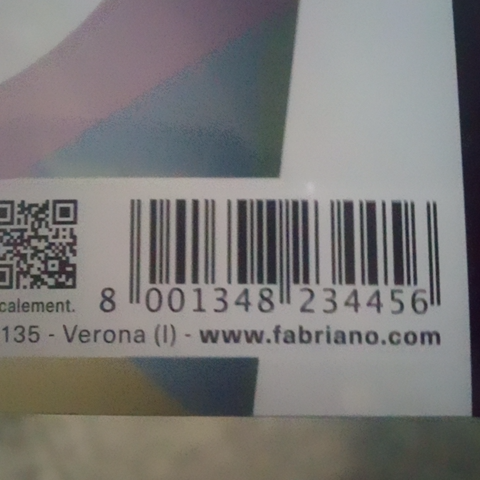 calement.
8 001348 234456
135 - Verona (I) - www.fabriano.com